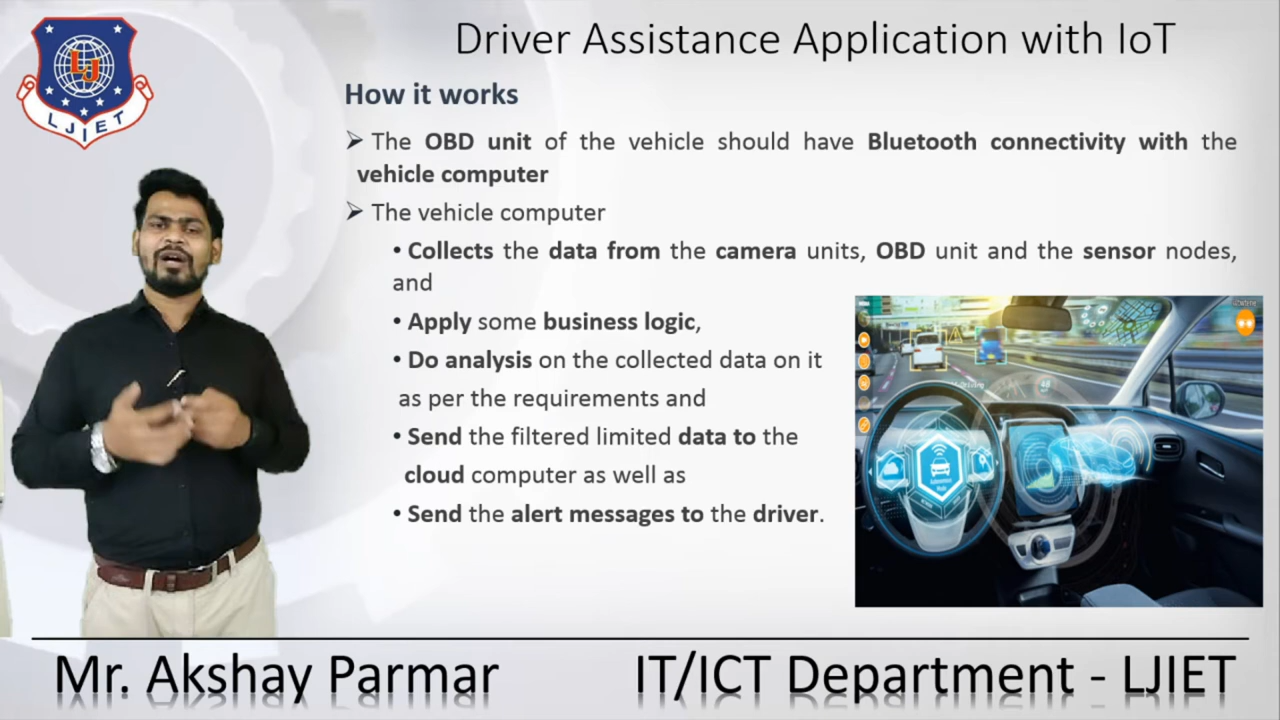 LJIET
Driver Assistance Application with IoT
How it works
➢ The OBD unit of the vehicle should have Bluetooth connectivity with the
vehicle computer
➢ The vehicle computer
• Collects the data from the camera units, OBD unit and the sensor nodes,
and
• Apply some business logic,
• Do analysis on the collected data on it
as per the requirements and
• Send the filtered limited data to the
cloud computer as well as
• Send the alert messages to the driver.
Autonomous
Mode
Mr. Akshay Parmar
IT/ICT Department - LJIET